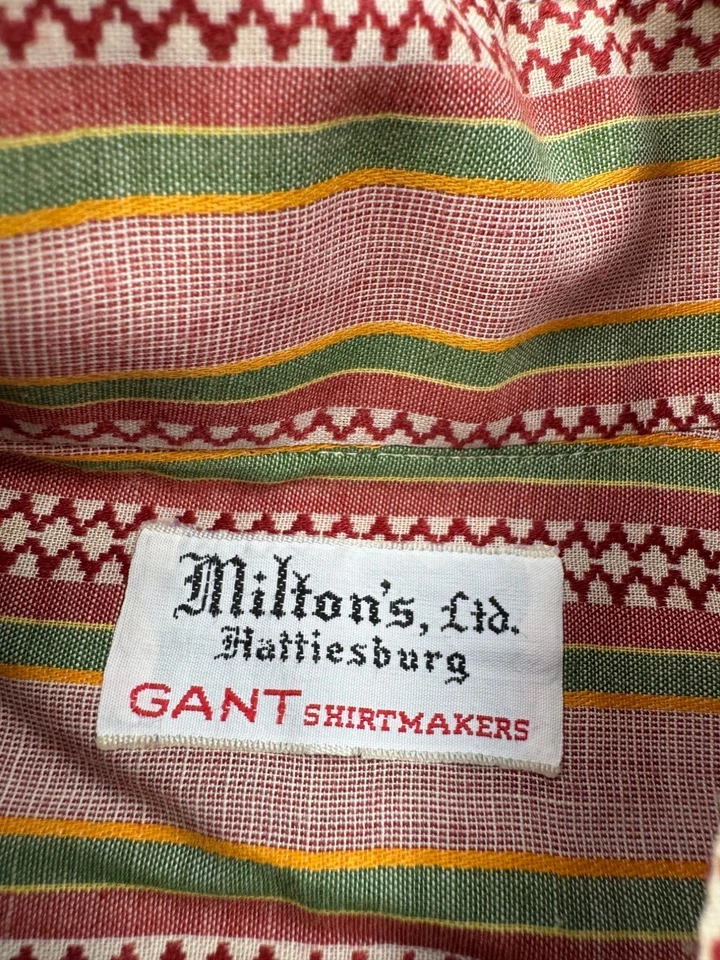 Milton's, Ltd.
Hattiesburg
GANT SHIRTMAKERS